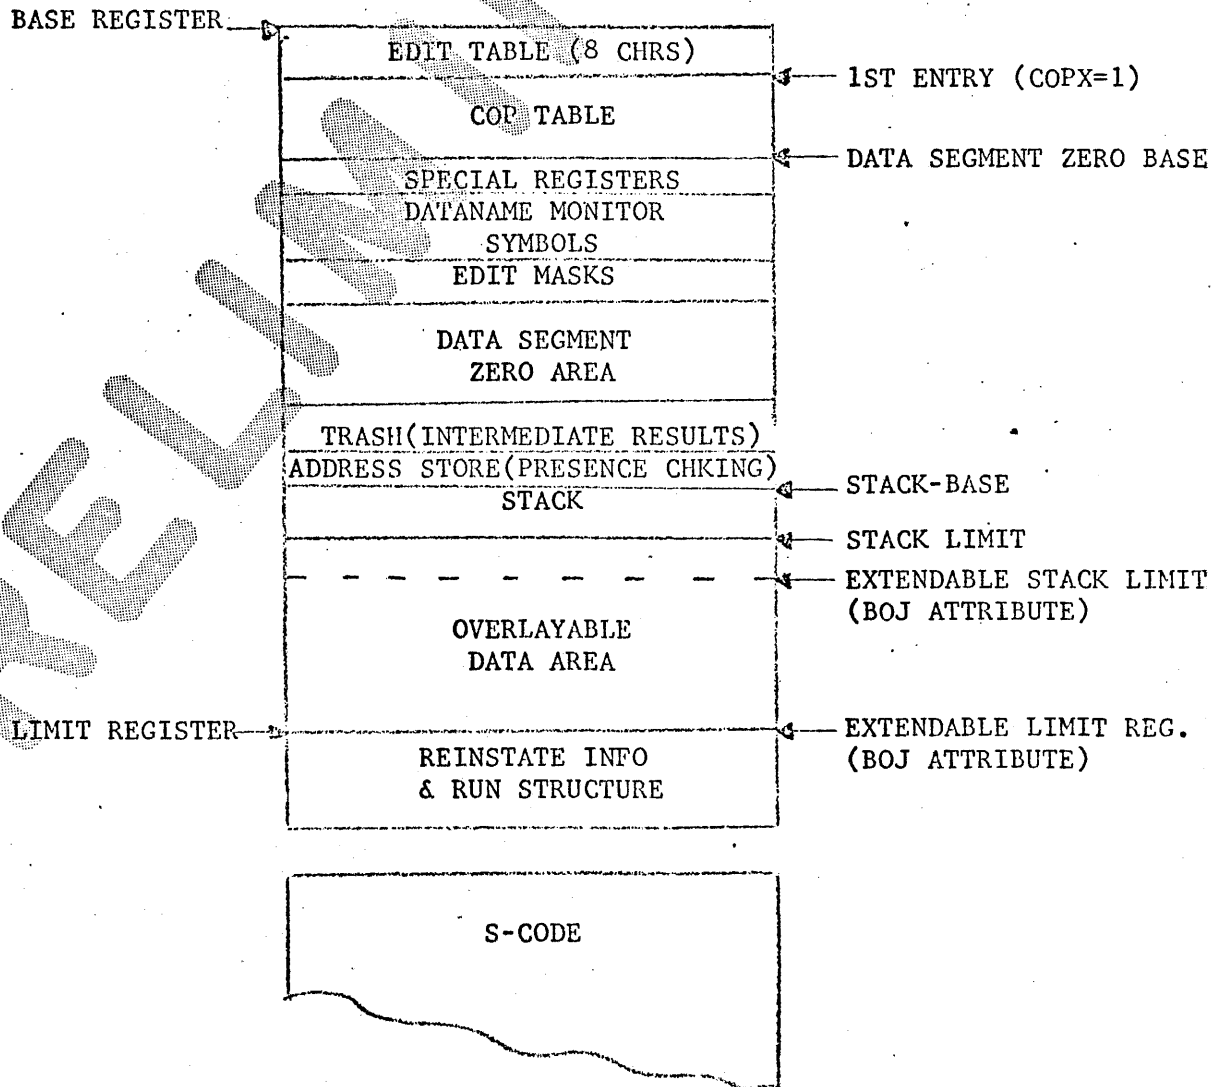 BASE REGISTER
EDIT TABLE (8 CHRS)
1ST ENTRY (COPX=1)
COP TABLE
DATA SEGMENT ZERO BASE
SPECIAL REGISTERS
DATANAME MONITOR
SYMBOLS
EDIT MASKS
DATA SEGMENT
ZERO AREA
TRASH(INTERMEDIATE RESULTS)
ADDRESS STORE(PRESENCE CHKING)
STACK-BASE
STACK
STACK LIMIT
EXTENDABLE STACK LIMIT
(BOJ ATTRIBUTE)
OVERLAYABLE
DATA AREA
LIMIT REGISTER
EXTENDABLE LIMIT REG.
(BOJ ATTRIBUTE)
REINSTATE INFO
& RUN STRUCTURE
S-CODE